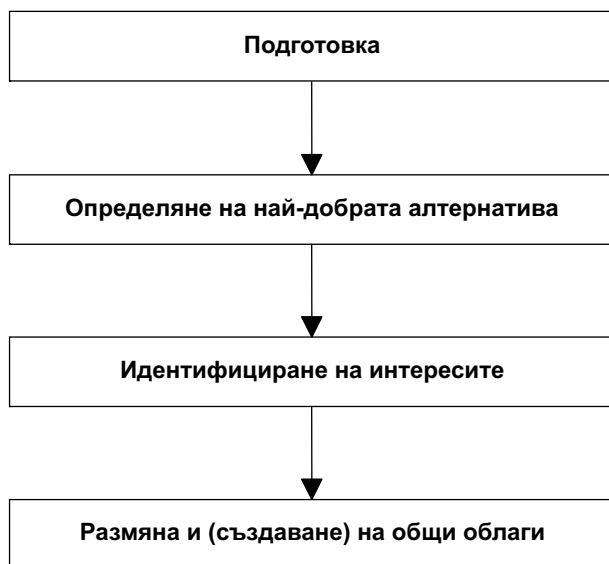 Подготовка
Определяне на най-добрата алтернатива
Идентифициране на интересите
Размяна и (създаване) на общи облаги